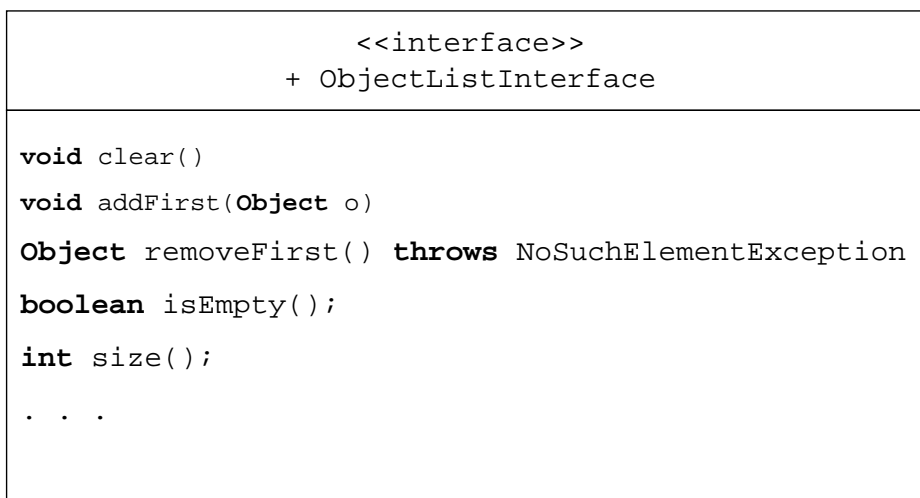 <<interface>>
+ ObjectListInterface
void clear()
void addFirst(Object o)
Object removeFirst() throws NoSuchElementException
boolean isEmpty();
int size();
. . .